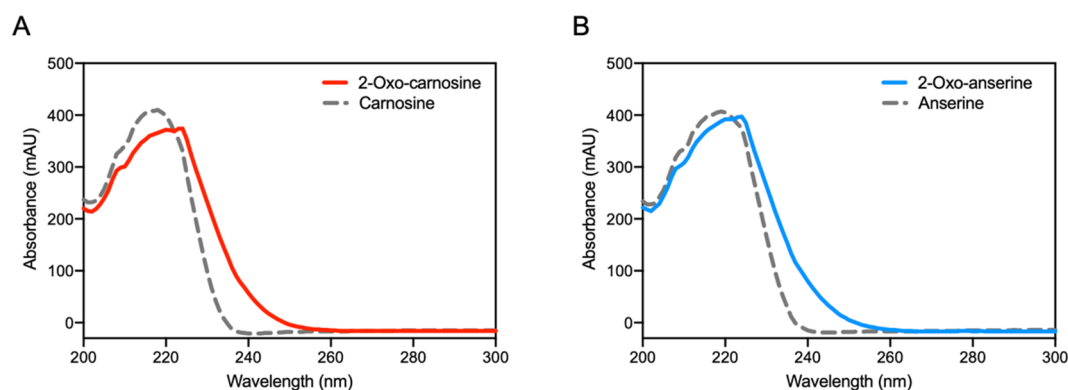 A
500
400
300
200
100
0
Absorbance (mAU)
2-Oxo-carnosine
Carnosine
200 220 240 260 280 300
Wavelength (nm)
B
500
400
300
200
100
0
Absorbance (mAU)
2-Oxo-anserine
Anserine
200 220 240 260 280 300
Wavelength (nm)